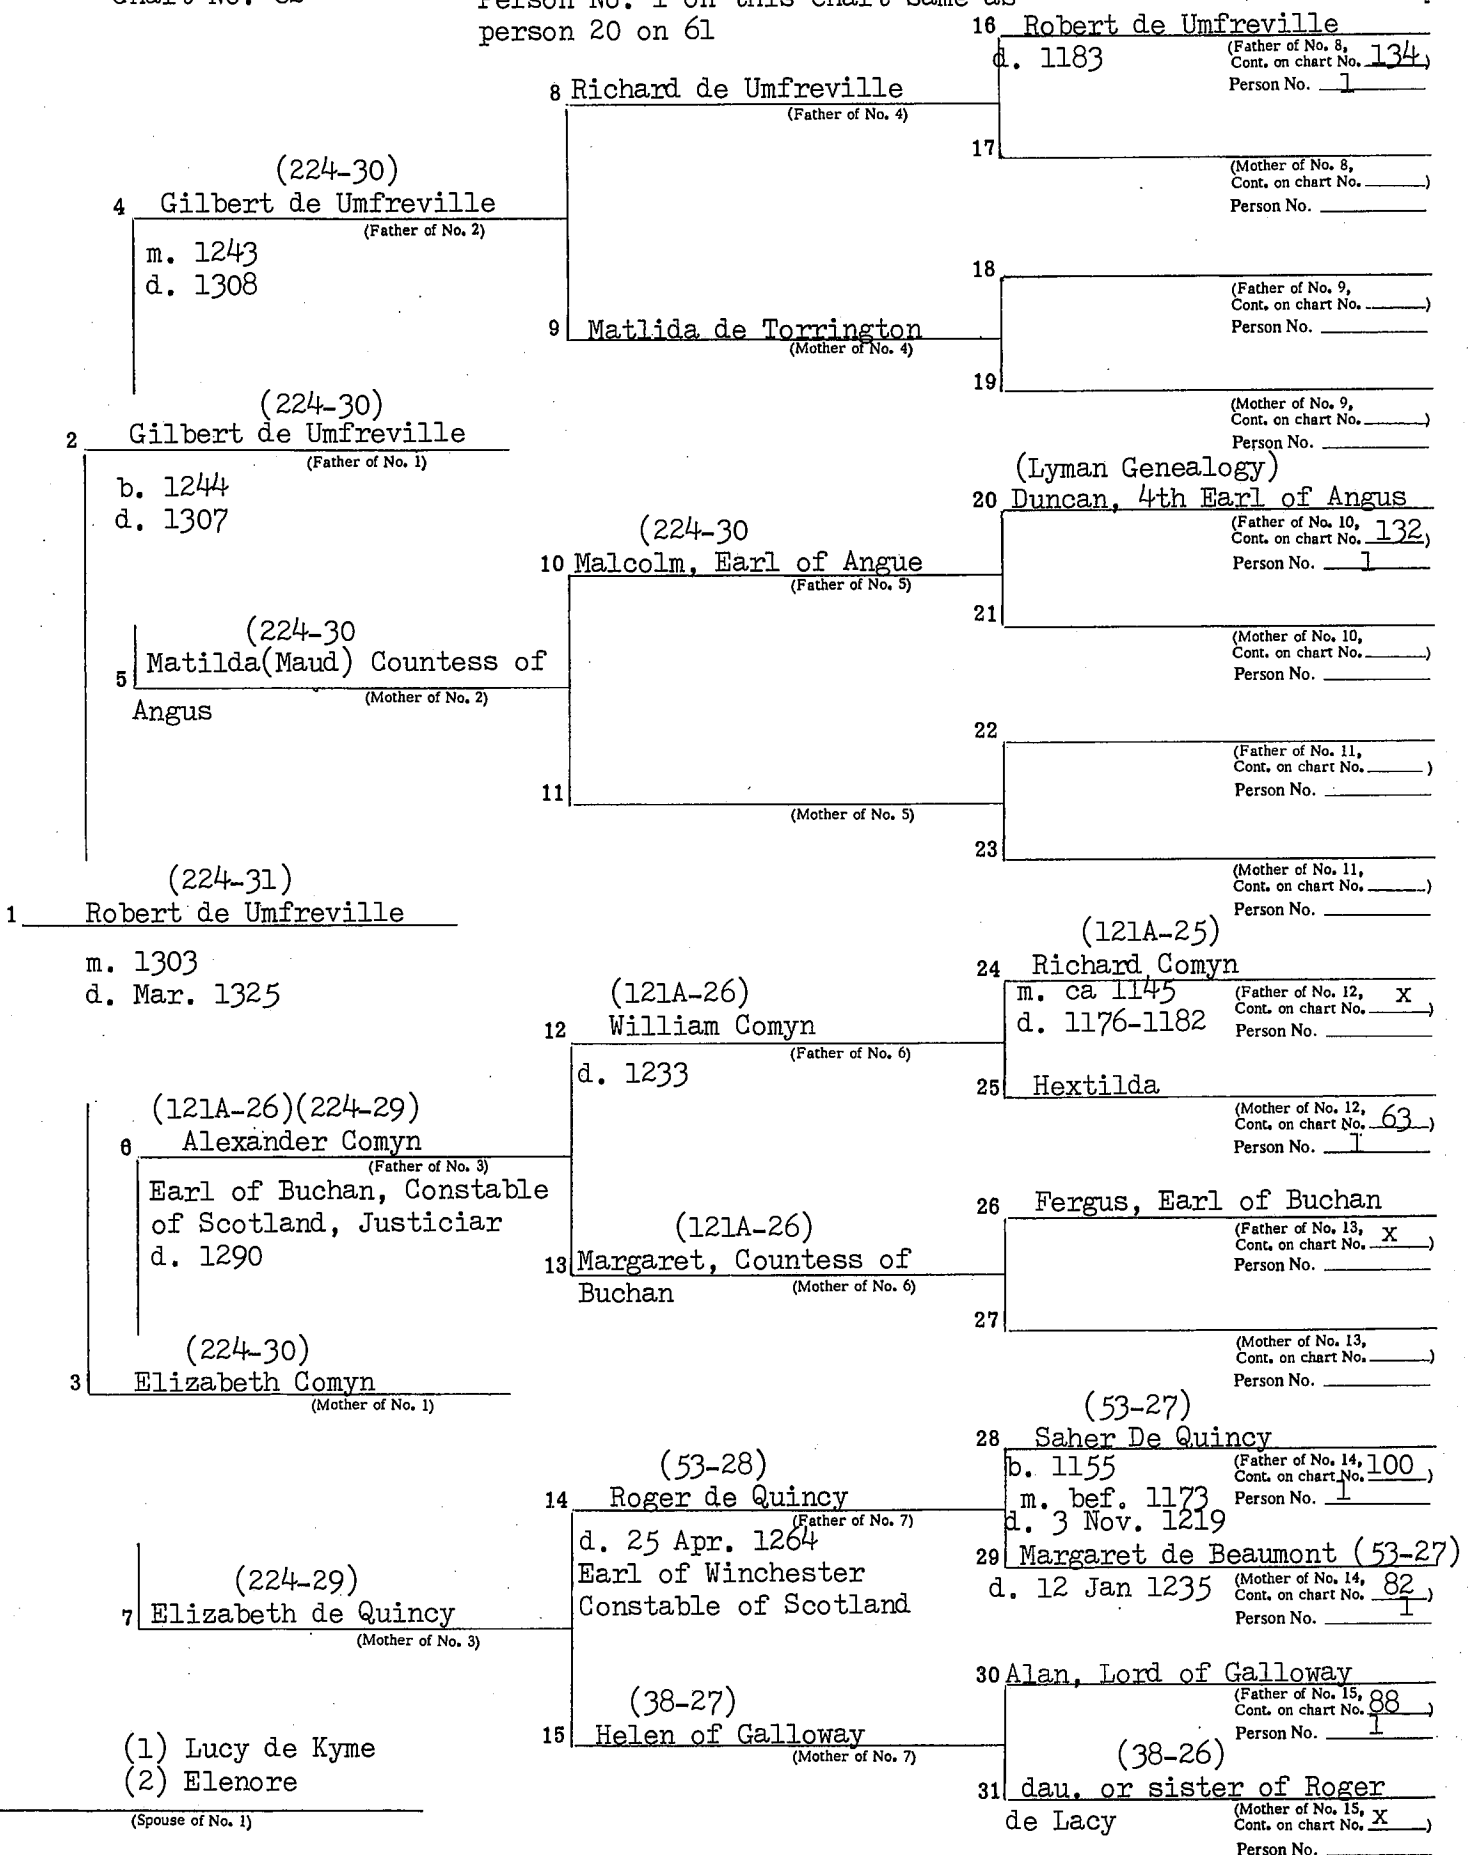 person 20 on 61
16 Robert de Umfreville
d. 1183
(Father of No. 8,
Cont. on chart No. 134)
Person No. 1
8 Richard de Umfreville
(Father of No. 4)
17
(Mother of No. 8,
Cont. on chart No. )
Person No.
(224-30)
4 Gilbert de Umfreville
(Father of No. 2)
m. 1243
d. 1308
18
(Father of No. 9,
Cont. on chart No. )
Person No.
9 Matlida de Torrington
(Mother of No. 4)
19
(Mother of No. 9,
Cont. on chart No. )
Person No.
(224-30)
2 Gilbert de Umfreville
(Father of No. 1)
b. 1244
d. 1307
(Lyman Genealogy)
20 Duncan, 4th Earl of Angus
(Father of No. 10,
Cont. on chart No. 132)
Person No. 1
(224-30
10 Malcolm, Earl of Angue
(Father of No. 5)
21
(Mother of No. 10,
Cont. on chart No. )
Person No.
(224-30
5 Matilda(Maud) Countess of
(Mother of No. 2)
Angus
22
(Father of No. 11,
Cont. on chart No. )
Person No.
11
(Mother of No. 5)
23
(Mother of No. 11,
Cont. on chart No. )
Person No.
(224-31)
1 Robert de Umfreville
m. 1303
d. Mar. 1325
(121A-25)
24 Richard Comyn
m. ca 1145
d. 1176-1182
(Father of No. 12,
Cont. on chart No. x )
Person No.
(121A-26)
12 William Comyn
(Father of No. 6)
d. 1233
25 Hextilda
(Mother of No. 12,
Cont. on chart No. 63 )
Person No. 1
(121A-26)(224-29)
6 Alexander Comyn
(Father of No. 3)
Earl of Buchan, Constable
of Scotland, Justiciar
d. 1290
26 Fergus, Earl of Buchan
(Father of No. 13,
Cont. on chart No. x )
Person No.
(121A-26)
13 Margaret, Countess of
(Mother of No. 6)
Buchan
27
(Mother of No. 13,
Cont. on chart No. )
Person No.
(224-30)
3 Elizabeth Comyn
(Mother of No. 1)
(53-27)
28 Saher De Quincy
b. 1155
m. bef. 1173
d. 3 Nov. 1219
(Father of No. 14,
Cont. on chart No. 100 )
Person No. 1
(53-28)
14 Roger de Quincy
(Father of No. 7)
d. 25 Apr. 1264
Earl of Winchester
Constable of Scotland
29 Margaret de Beaumont (53-27)
d. 12 Jan 1235
(Mother of No. 14,
Cont. on chart No. 82 )
Person No. 1
(224-29)
7 Elizabeth de Quincy
(Mother of No. 3)
30 Alan, Lord of Galloway
(Father of No. 15,
Cont. on chart No. 88 )
Person No. 1
(38-27)
15 Helen of Galloway
(Mother of No. 7)
(38-26)
31 dau. or sister of Roger
de Lacy
(Mother of No. 15,
Cont. on chart No. x )
Person No.
(1) Lucy de Kyme
(2) Elenore
(Spouse of No. 1)